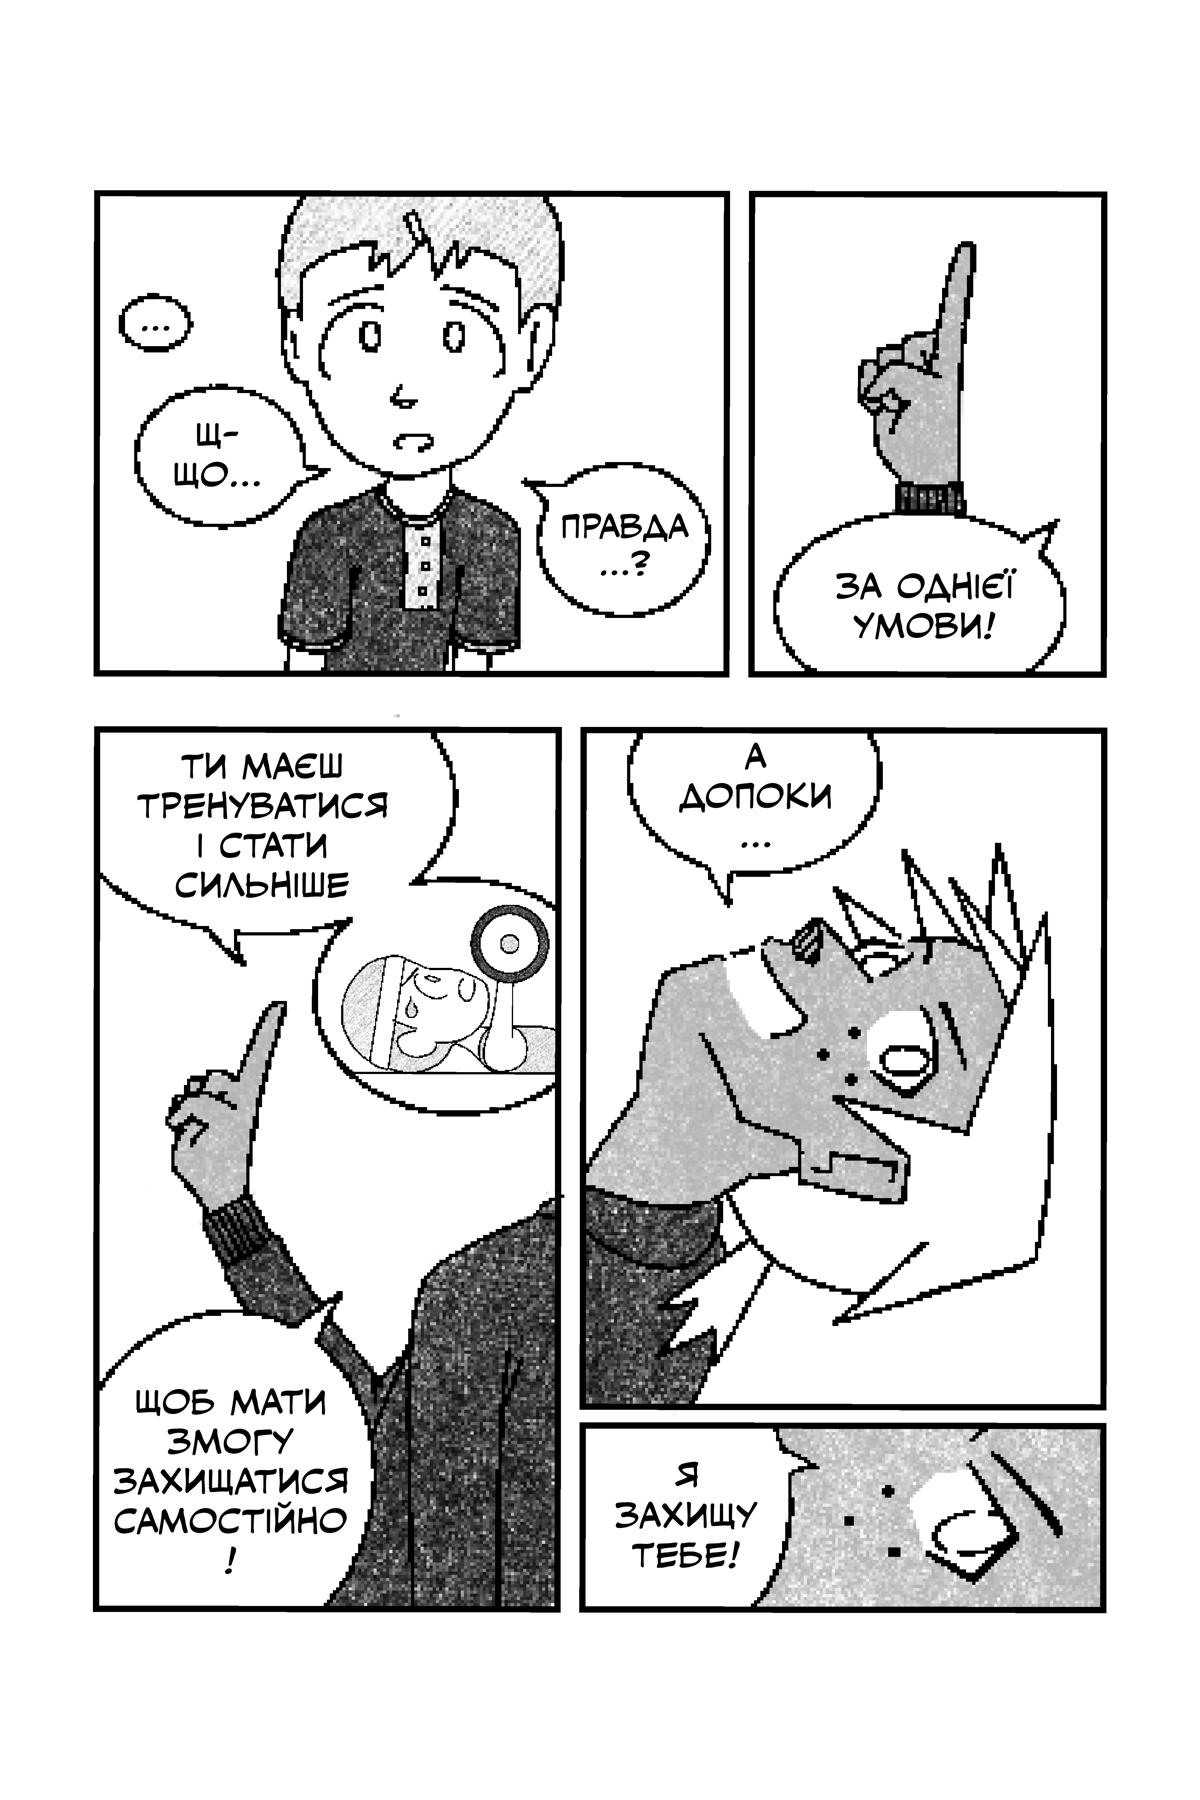 ...
Щ-
ЩО...
ПРАВДА
...?
ЗА ОДНІЄЇ
УМОВИ!
ТИ МАЄШ
ТРЕНУВАТИСЯ
І СТАТИ
СИЛЬНІШЕ
ЩОБ МАТИ
ЗМОГУ
ЗАХИЩАТИСЯ
САМОСТІЙНО
!
А
ДОПОКИ
...
Я
ЗАХИЩУ
ТЕБЕ!